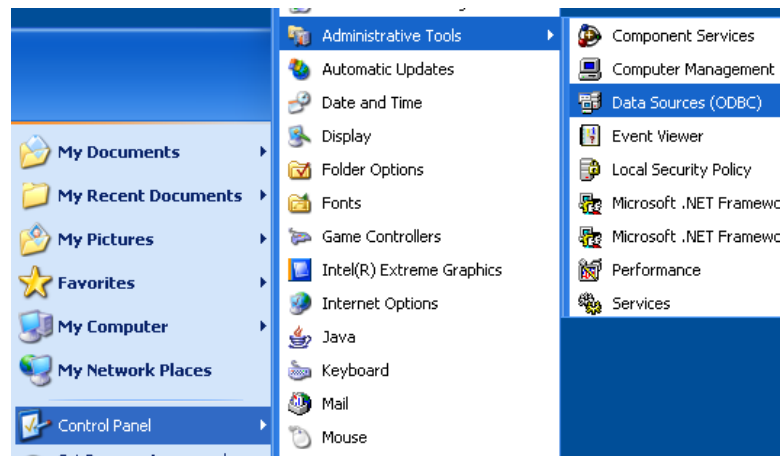 My Documents
My Recent Documents
My Pictures
Favorites
My Computer
My Network Places
Control Panel
Administrative Tools
Automatic Updates
Date and Time
Display
Folder Options
Fonts
Game Controllers
Intel(R) Extreme Graphics
Internet Options
Java
Keyboard
Mail
Mouse
Component Services
Computer Management
Data Sources (ODBC)
Event Viewer
Local Security Policy
Microsoft .NET Framewo
Microsoft .NET Framewo
Performance
Services